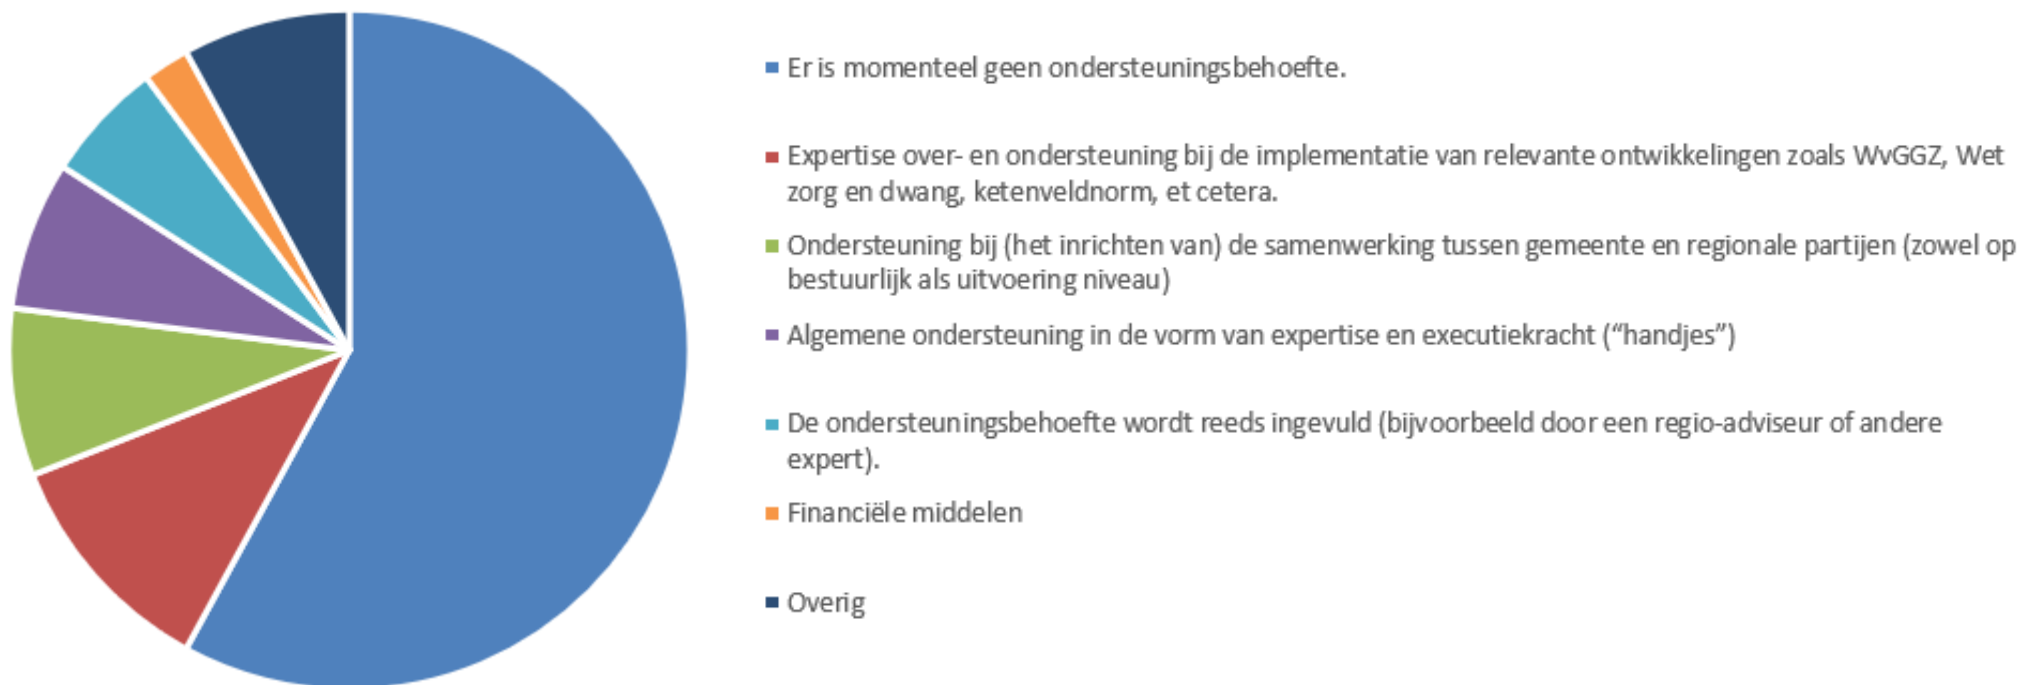 Er is momenteel geen ondersteuningsbehoefte.
Expertise over- en ondersteuning bij de implementatie van relevante ontwikkelingen zoals WvGGZ, Wet
zorg en dwang, ketenveldnorm, et cetera.
Ondersteuning bij (het inrichten van) de samenwerking tussen gemeente en regionale partijen (zowel op
bestuurlijk als uitvoering niveau)
Algemene ondersteuning in de vorm van expertise en executiekracht (“handjes”)
De ondersteuningsbehoefte wordt reeds ingevuld (bijvoorbeeld door een regio-adviseur of andere
expert).
Financiële middelen
Overig